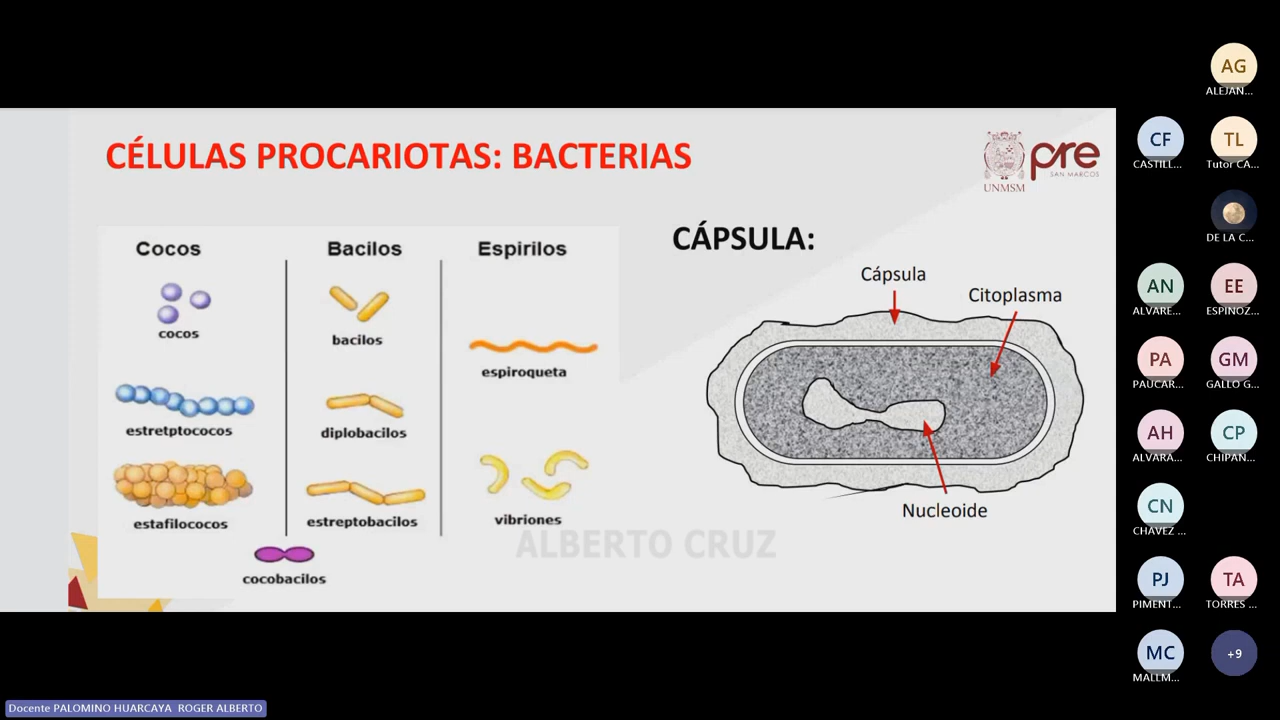 CÉLULAS PROCARIOTAS: BACTERIAS
UNMSM
pre
SAN MARCOS
Cocos
Bacilos
Espirilos
cocos
bacilos
espiroqueta
estretptococos
diplobacilos
estafilococos
estreptobacilos
vibriones
cocobacilos
CÁPSULA:
Cápsula
Citoplasma
Nucleoide
ALBERTO CRUZ
AG
ALEJAN...
CF
CASTILL...
TL
Tutor CA...
DE LA C...
AN
ALVARE...
EE
ESPINOZ...
PA
PAUCAR...
GM
GALLO G...
AH
ALVARA...
CP
CHIPAN...
CN
CHAVEZ ...
PJ
PIMENT...
TA
TORRES ...
MC
MALLM...
+9
Docente PALOMINO HUARCAYA ROGER ALBERTO